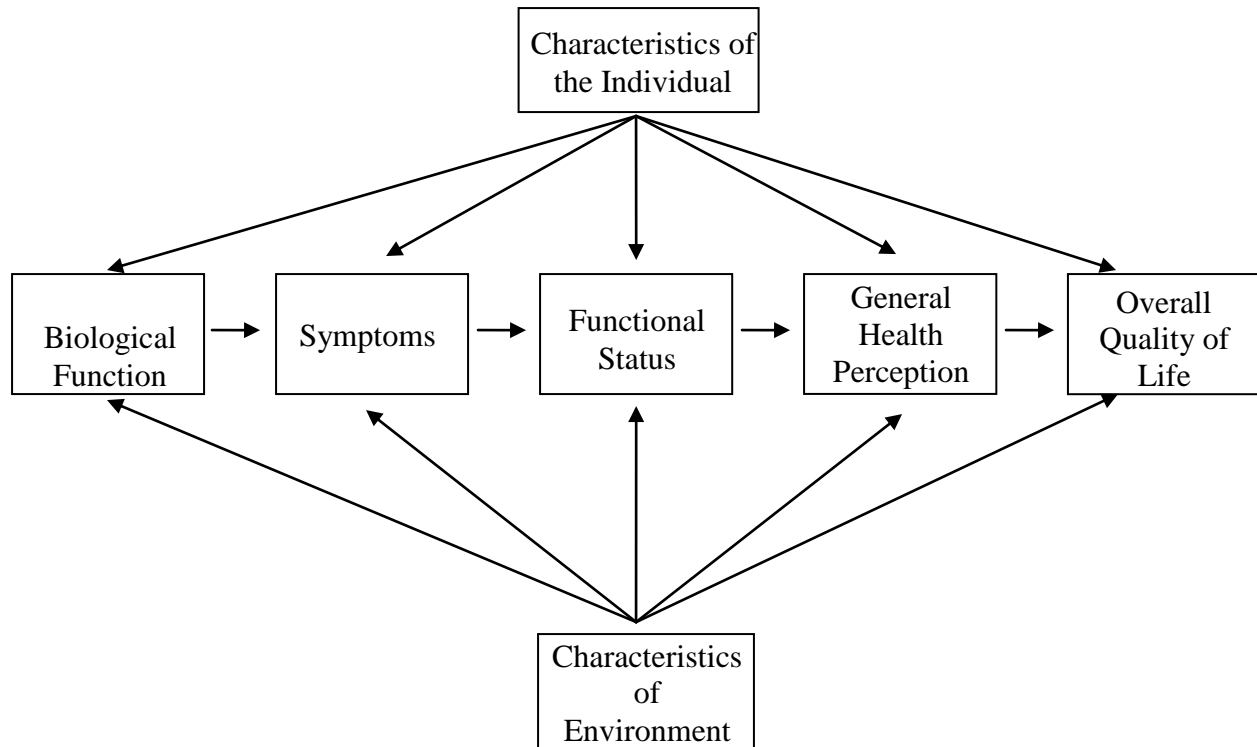 Characteristics of
the Individual
Biological
Function
Symptoms
Functional
Status
General
Health
Perception
Overall
Quality of
Life
Characteristics
of
Environment